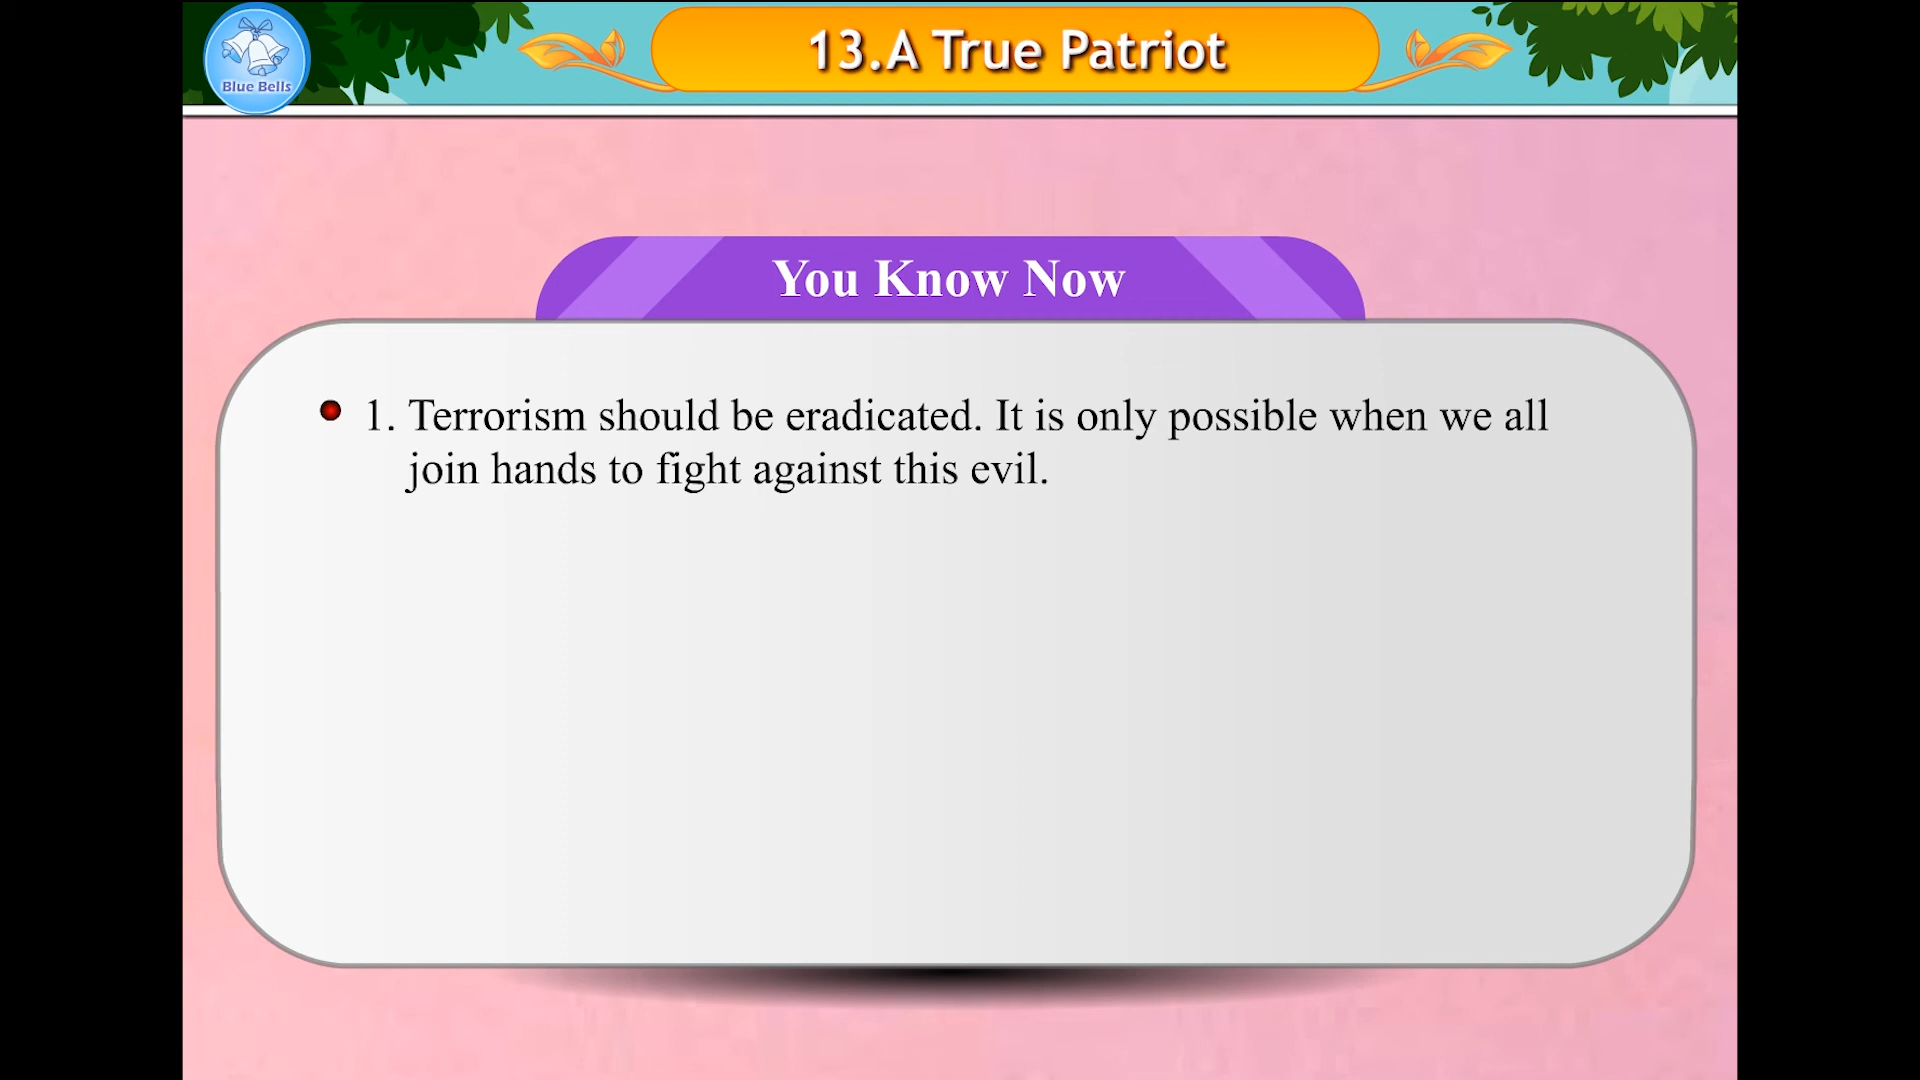 Blue Bells
13.A True Patriot
You Know Now
1. Terrorism should be eradicated. It is only possible when we all
join hands to fight against this evil.